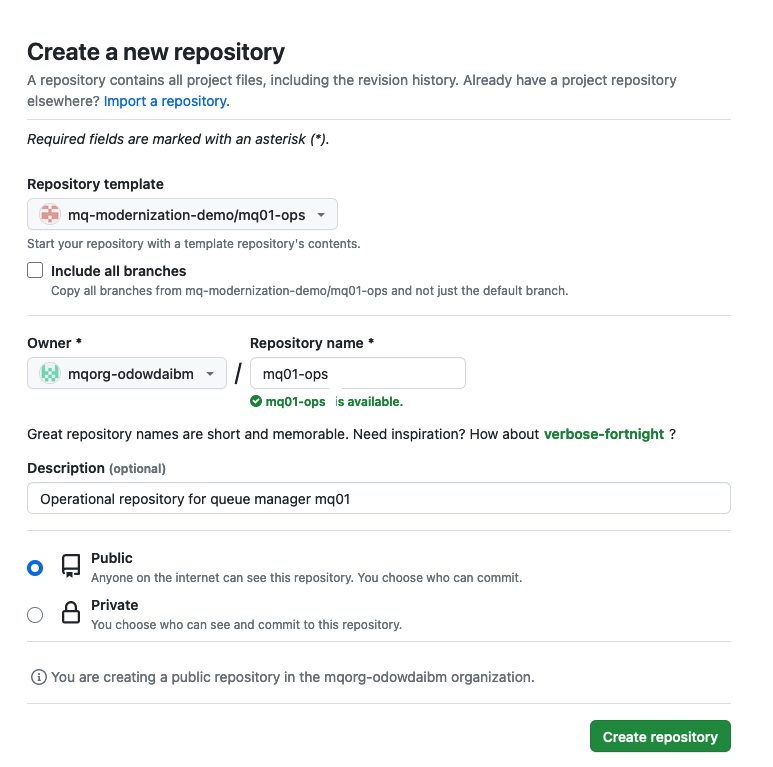 Create a new repository
A repository contains all project files, including the revision history. Already have a project repository
elsewhere? Import a repository.
Required fields are marked with an asterisk (*).
Repository template
mq-modernization-demo/mq01-ops
Start your repository with a template repository's contents.
Include all branches
Copy all branches from mq-modernization-demo/mq01-ops and not just the default branch.
Owner *
Repository name *
mqorg-odowdaibm / mq01-ops
mq01-ops is available.
Great repository names are short and memorable. Need inspiration? How about verbose-fortnight ?
Description (optional)
Operational repository for queue manager mq01
Public
Anyone on the internet can see this repository. You choose who can commit.
Private
You choose who can see and commit to this repository.
You are creating a public repository in the mqorg-odowdaibm organization.
Create repository